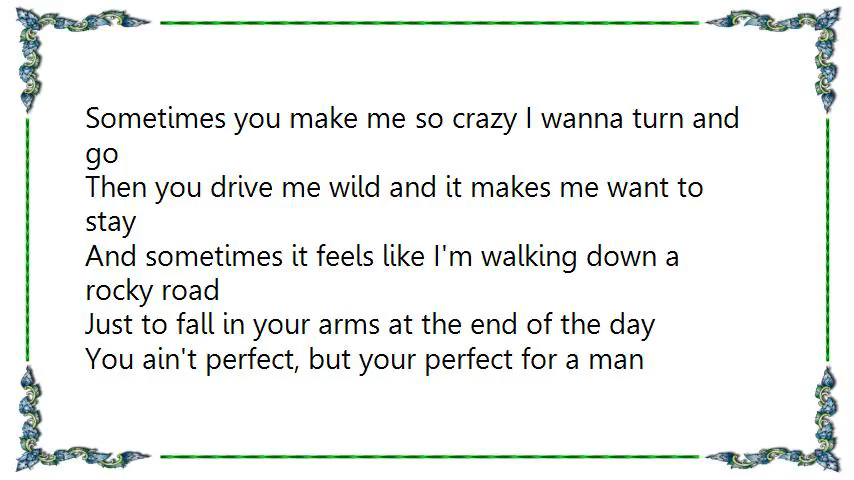 Sometimes you make me so crazy I wanna turn and
go
Then you drive me wild and it makes me want to
stay
And sometimes it feels like I'm walking down a
rocky road
Just to fall in your arms at the end of the day
You ain't perfect, but your perfect for a man